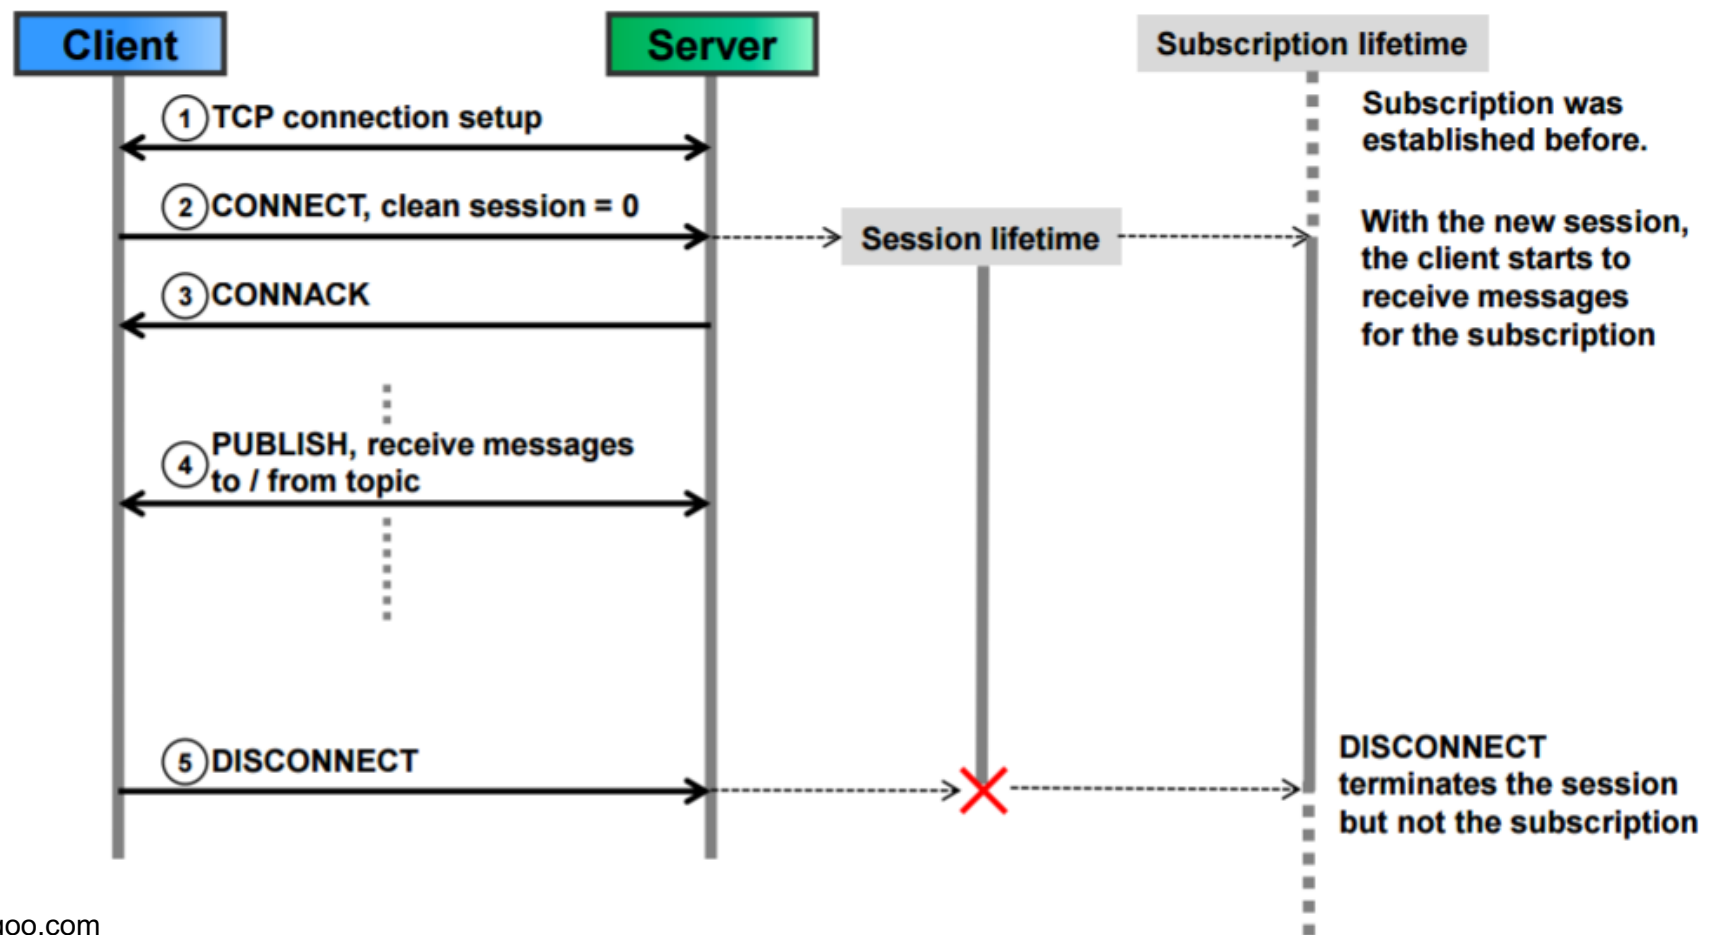 Client
Server
Subscription lifetime
1 TCP connection setup
Subscription was
established before.
2 CONNECT, clean session = 0
Session lifetime
With the new session,
the client starts to
receive messages
for the subscription
3 CONNACK
4 PUBLISH, receive messages
to / from topic
5 DISCONNECT
DISCONNECT
terminates the session
but not the subscription
goo.com